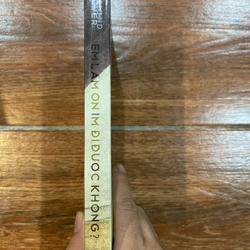 EM LÀM ƠN IM ĐI ĐƯỢC KHÔNG?